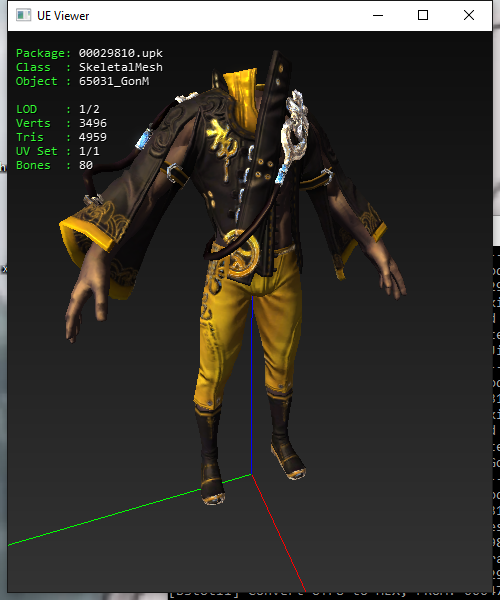 UE Viewer
Package: 00029810.upk
Class : SkeletalMesh
Object : 65031_GonM
LOD : 1/2
Verts : 3496
Tris : 4959
UV Set : 1/1
Bones : 80